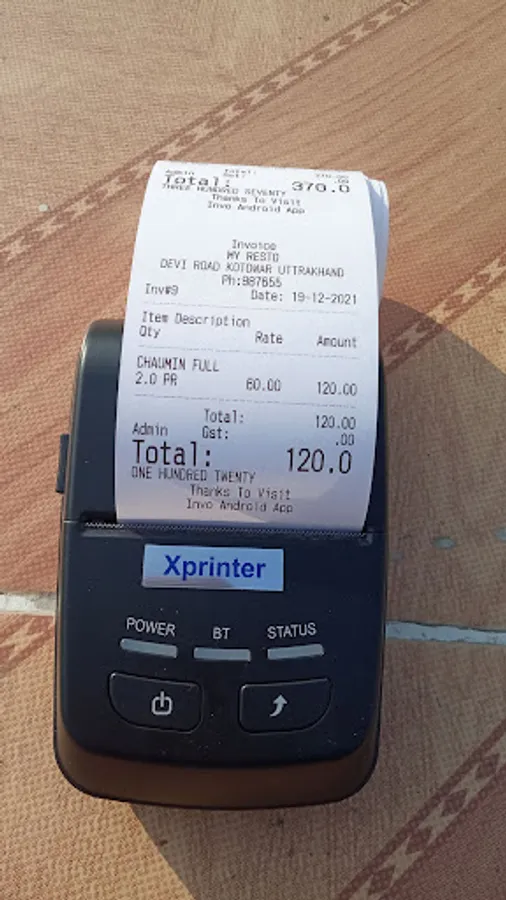 Admin Gst: .00
Total: 370.0
THREE HUNDRED SEVENTY
Thanks To Visit
Invo Android App
Invoice
MY RESTO
DEVI ROAD KOTDWAR UTTRAKHAND
Ph:987655
Inv#9 Date: 19-12-2021
Item Description
Qty Rate Amount
CHAUMIN FULL
2.0 PR 60.00 120.00
Total: 120.00
Admin Gst: .00
Total: 120.0
ONE HUNDRED TWENTY
Thanks To Visit
Invo Android App
Xprinter
POWER BT STATUS